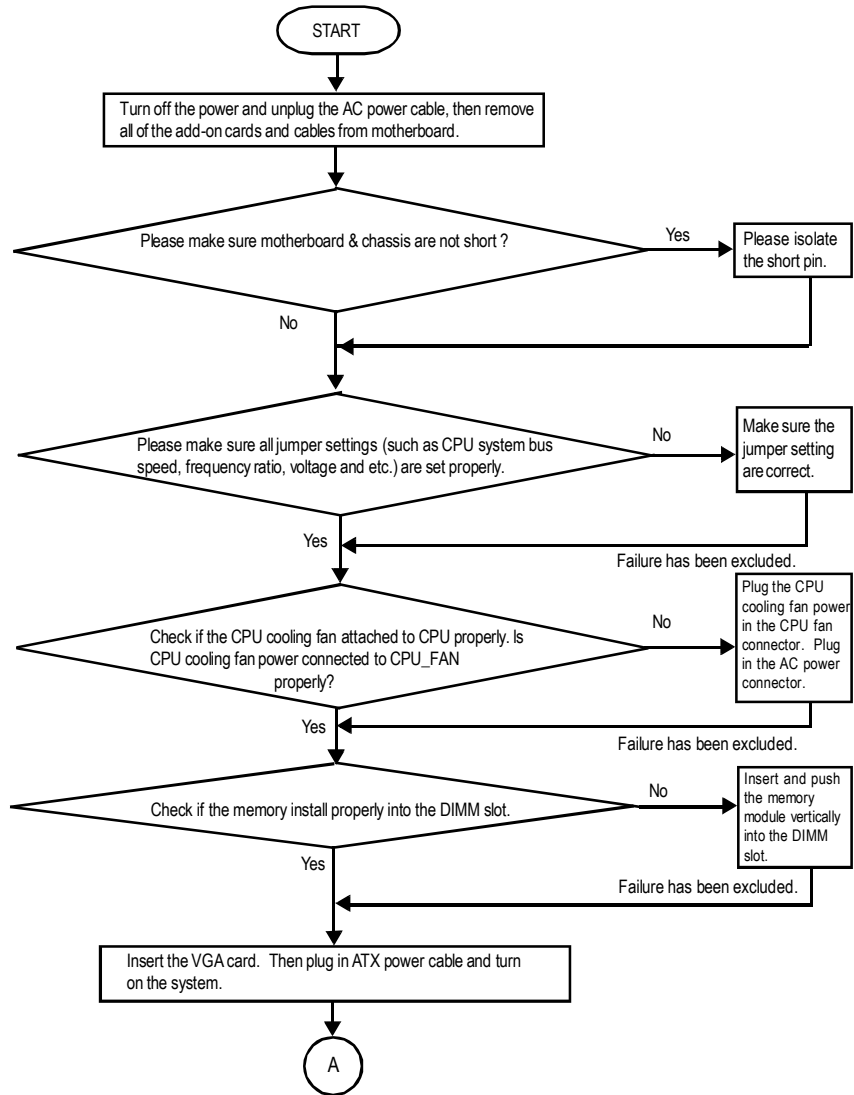 START
Turn off the power and unplug the AC power cable, then remove
all of the add-on cards and cables from motherboard.
Please make sure motherboard & chassis are not short ?
Yes
Please isolate
the short pin.
No
Please make sure all jumper settings (such as CPU system bus
speed, frequency ratio, voltage and etc.) are set properly.
No
Make sure the
jumper setting
are correct.
Yes
Failure has been excluded.
Check if the CPU cooling fan attached to CPU properly. Is
CPU cooling fan power connected to CPU_FAN
properly?
No
Plug the CPU
cooling fan power
in the CPU fan
connector. Plug
in the AC power
connector.
Yes
Failure has been excluded.
Check if the memory install properly into the DIMM slot.
No
Insert and push
the memory
module vertically
into the DIMM
slot.
Yes
Failure has been excluded.
Insert the VGA card. Then plug in ATX power cable and turn
on the system.
A